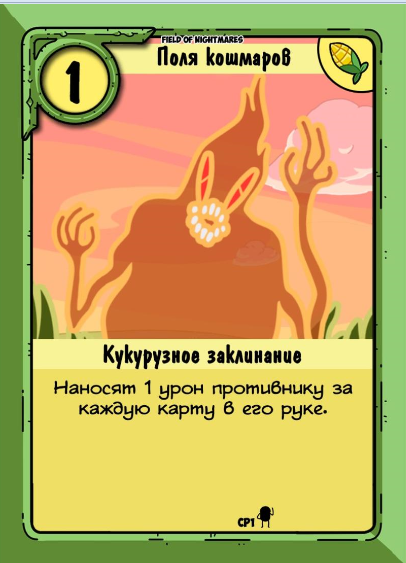 FIELD OF NIGHTMARES
1
Поля кошмаров
Кукурузное заклинание
Наносят 1 урон противнику за
каждую карту в его руке.
CP1